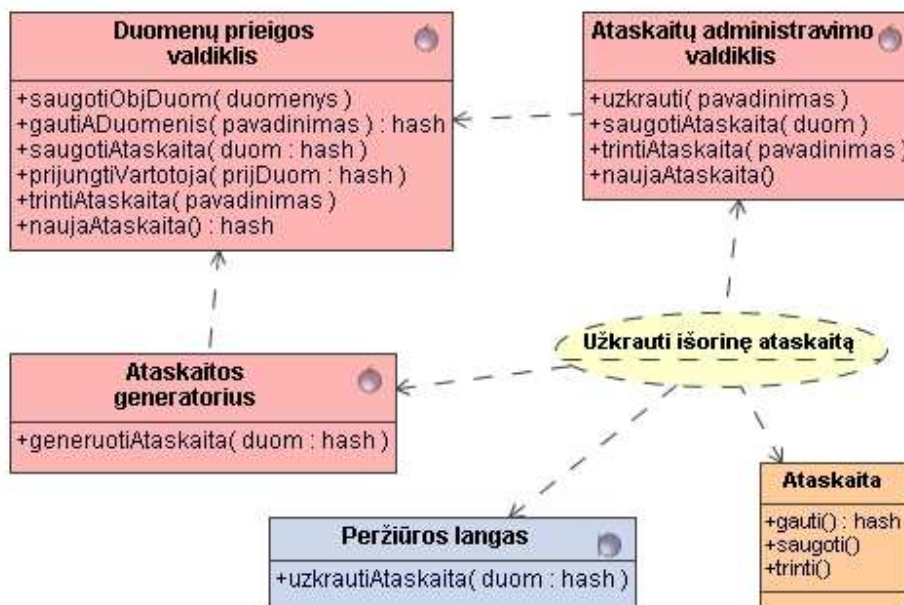 Duomenų prieigos
valdiklis
+saugotiObjDuom( duomenys )
+gautiADuomenis( pavadinimas ) : hash
+saugotiAtaskaita( duom : hash )
+prijungtiVartotoja( prijDuom : hash )
+trintiAtaskaita( pavadinimas )
+naujaAtaskaita() : hash
Ataskaitų administravimo
valdiklis
+uzkrauti( pavadinimas )
+saugotiAtaskaita( duom )
+trintiAtaskaita( pavadinimas )
+naujaAtaskaita()
Užkrauti išorinę ataskaitą
Ataskaitos
generatorius
+generuotiAtaskaita( duom : hash )
Peržiūros langas
+uzkrautiAtaskaita( duom : hash )
Ataskaita
+gauti() : hash
+saugoti()
+trinti()